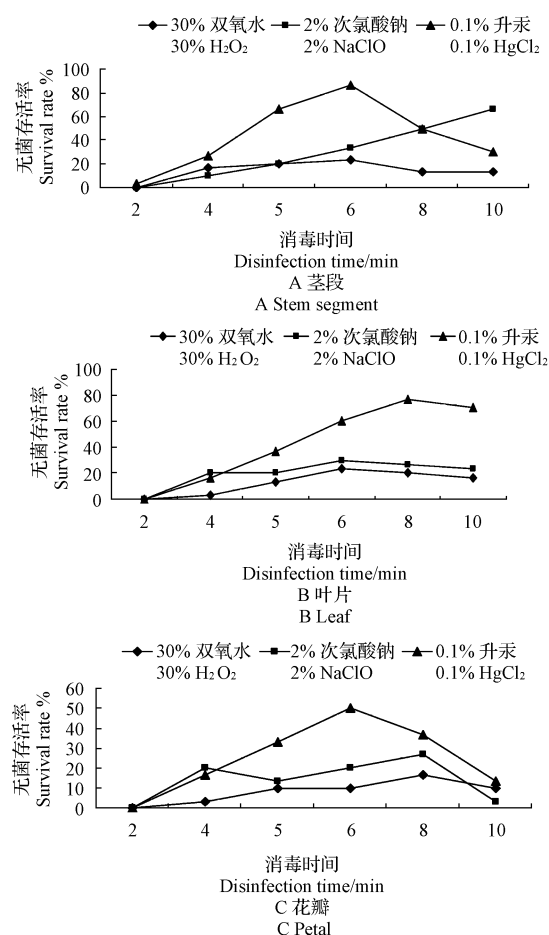 30% 双氧水 2% 次氯酸钠 0.1% 升汞
30% H₂O₂ 2% NaClO 0.1% HgCl₂
无菌存活率
Survival rate %
100
80
60
40
20
0
2 4 5 6 8 10
消毒时间
Disinfection time/min
A 茎段
A Stem segment
30% 双氧水 2% 次氯酸钠 0.1% 升汞
30% H₂O₂ 2% NaClO 0.1% HgCl₂
无菌存活率
Survival rate %
100
80
60
40
20
0
2 4 5 6 8 10
消毒时间
Disinfection time/min
B 叶片
B Leaf
30% 双氧水 2% 次氯酸钠 0.1% 升汞
30% H₂O₂ 2% NaClO 0.1% HgCl₂
无菌存活率
Survival rate %
60
50
40
30
20
10
0
2 4 5 6 8 10
消毒时间
Disinfection time/min
C 花瓣
C Petal